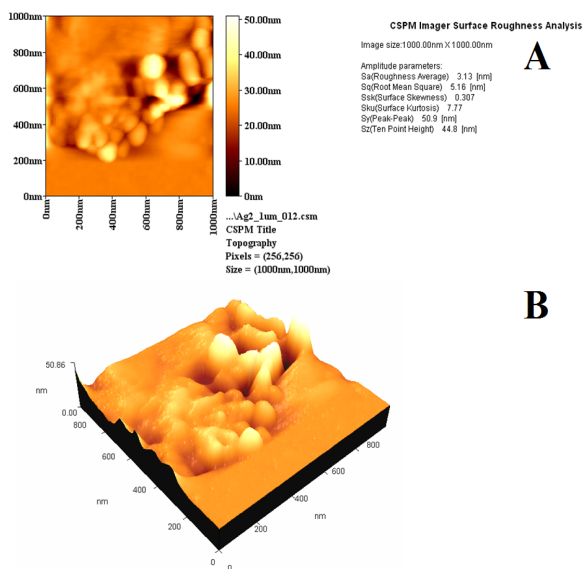 1000nm
800nm
600nm
400nm
200nm
0nm
0nm
200nm
400nm
600nm
800nm
1000nm
50.00nm
40.00nm
30.00nm
20.00nm
10.00nm
0nm
...\Ag2_1um_012.csm
CSPM Title
Topography
Pixels = (256,256)
Size = (1000nm,1000nm)
CSPM Imager Surface Roughness Analysis
Image size:1000.00nm X 1000.00nm
Amplitude parameters:
Sa(Roughness Average) 3.13 [nm]
Sq(Root Mean Square) 5.16 [nm]
Ssk(Surface Skewness) 0.307
Sku(Surface Kurtosis) 7.77
Sy(Peak-Peak) 50.9 [nm]
Sz(Ten Point Height) 44.8 [nm]
A
B
50.86
nm
0.00
800
600
nm
400
200
0
0
200
400
nm
600
800